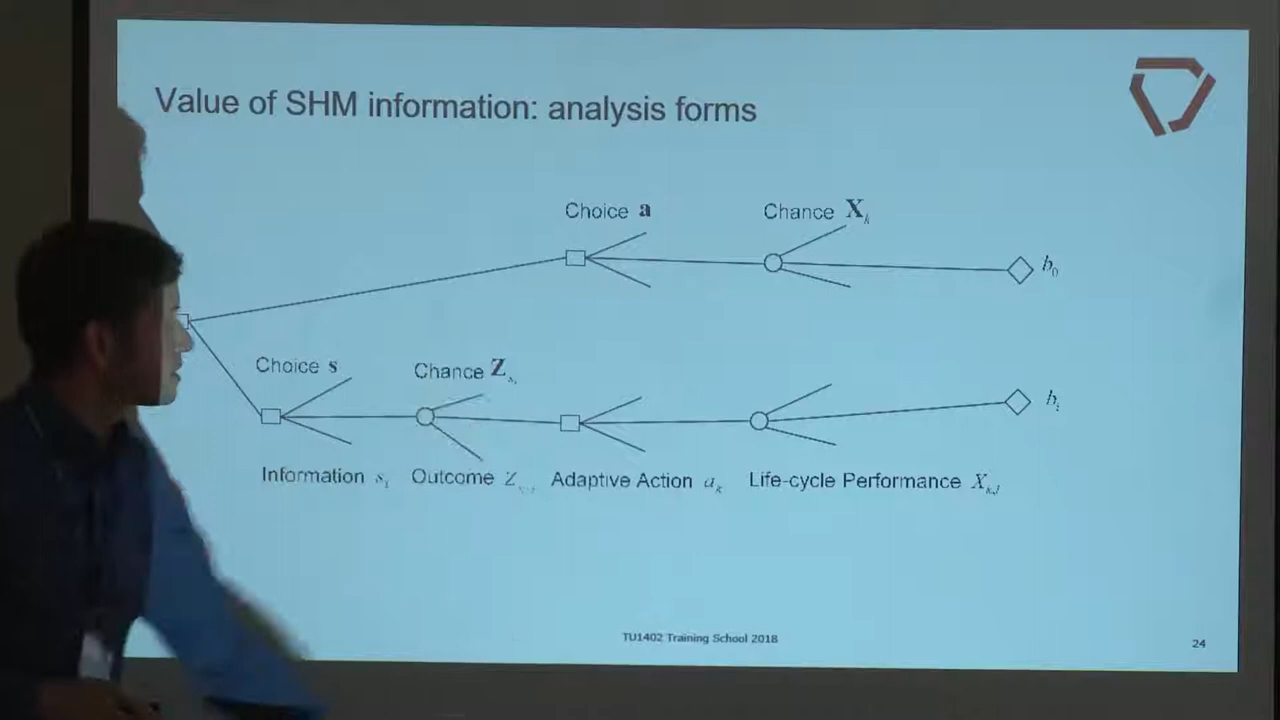 Value of SHM information: analysis forms
Choice a Chance X
b₀
Choice s Chance Z
b
Information s Outcome Z Adaptive Action aₖ Life-cycle Performance X
TU1402 Training School 2018
24